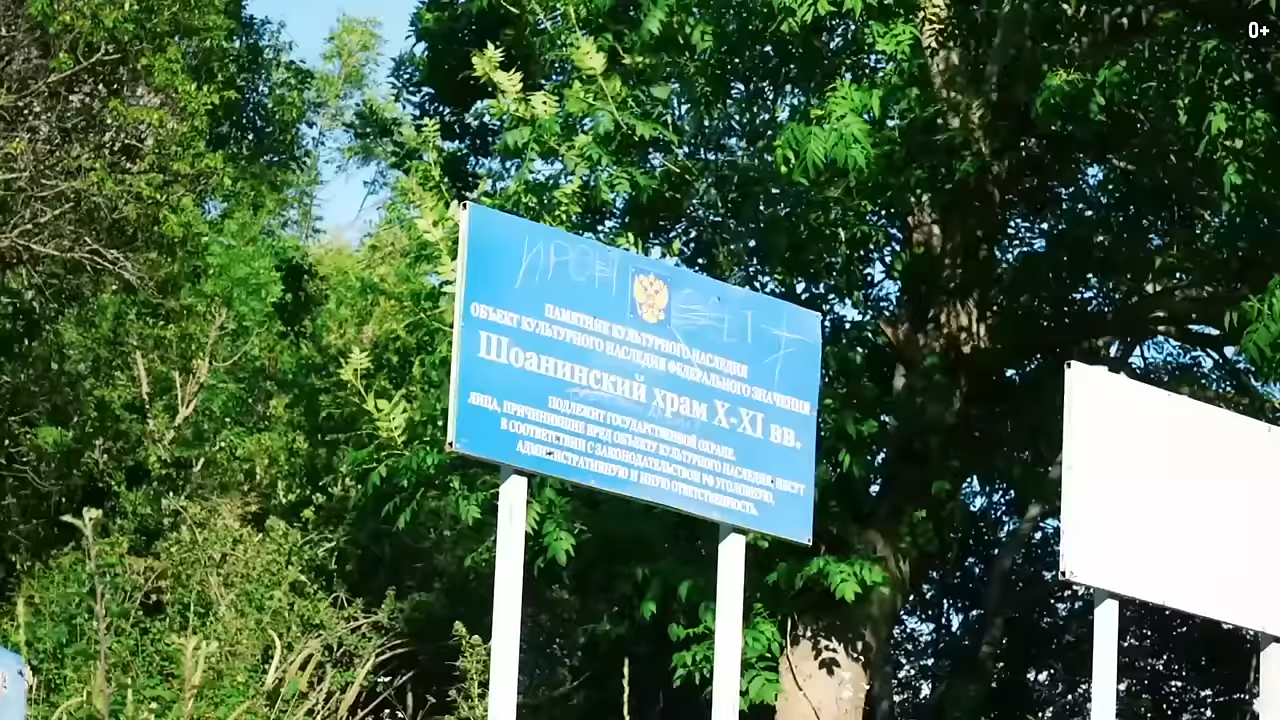 0+
ИРОН
ПАМЯТНИК КУЛЬТУРНОГО НАСЛЕДИЯ
ОБЪЕКТ КУЛЬТУРНОГО НАСЛЕДИЯ ФЕДЕРАЛЬНОГО ЗНАЧЕНИЯ
Шоанинский храм X-XI вв.
ПОДЛЕЖИТ ГОСУДАРСТВЕННОЙ ОХРАНЕ.
ЛИЦА, ПРИЧИНИВШИЕ ВРЕД ОБЪЕКТУ КУЛЬТУРНОГО НАСЛЕДИЯ, НЕСУТ
В СООТВЕТСТВИИ С ЗАКОНОДАТЕЛЬСТВОМ РФ УГОЛОВНУЮ,
АДМИНИСТРАТИВНУЮ И ИНУЮ ОТВЕТСТВЕННОСТЬ.